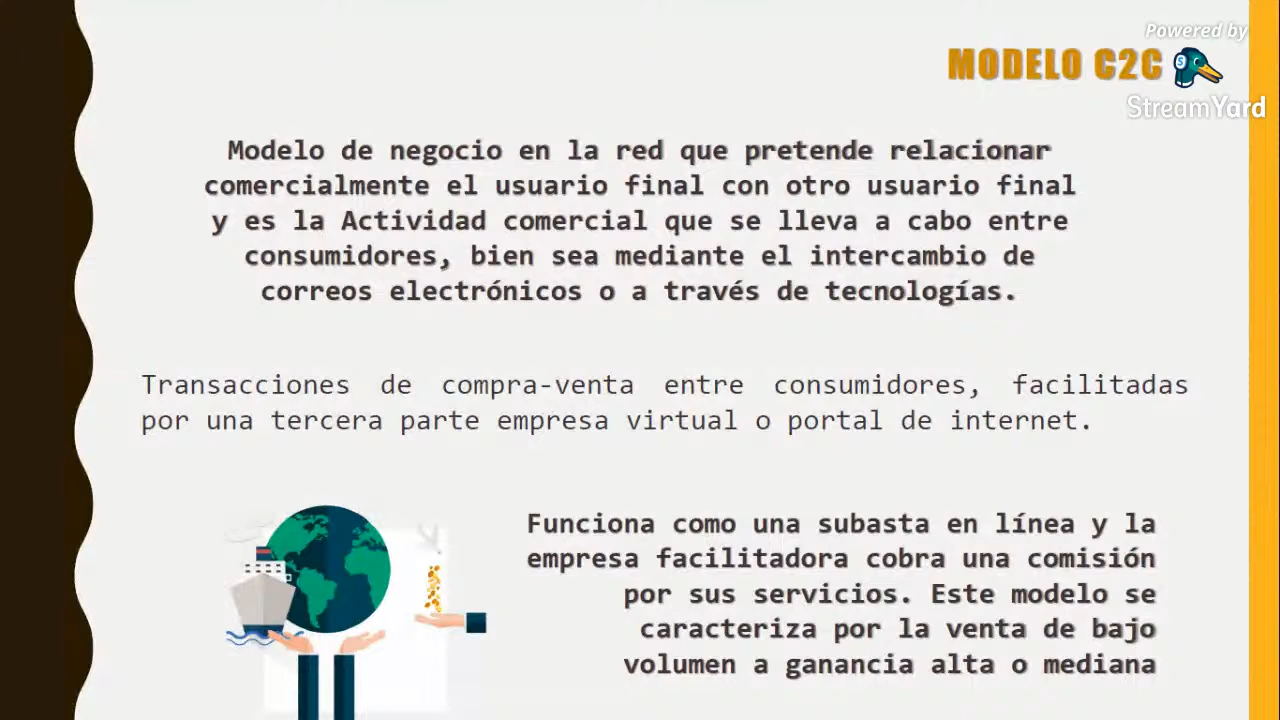 Powered by
MODELO C2C
StreamYard
Modelo de negocio en la red que pretende relacionar
comercialmente el usuario final con otro usuario final
y es la Actividad comercial que se lleva a cabo entre
consumidores, bien sea mediante el intercambio de
correos electrónicos o a través de tecnologías.
Transacciones de compra-venta entre consumidores, facilitadas
por una tercera parte empresa virtual o portal de internet.
Funciona como una subasta en línea y la
empresa facilitadora cobra una comisión
por sus servicios. Este modelo se
caracteriza por la venta de bajo
volumen a ganancia alta o mediana